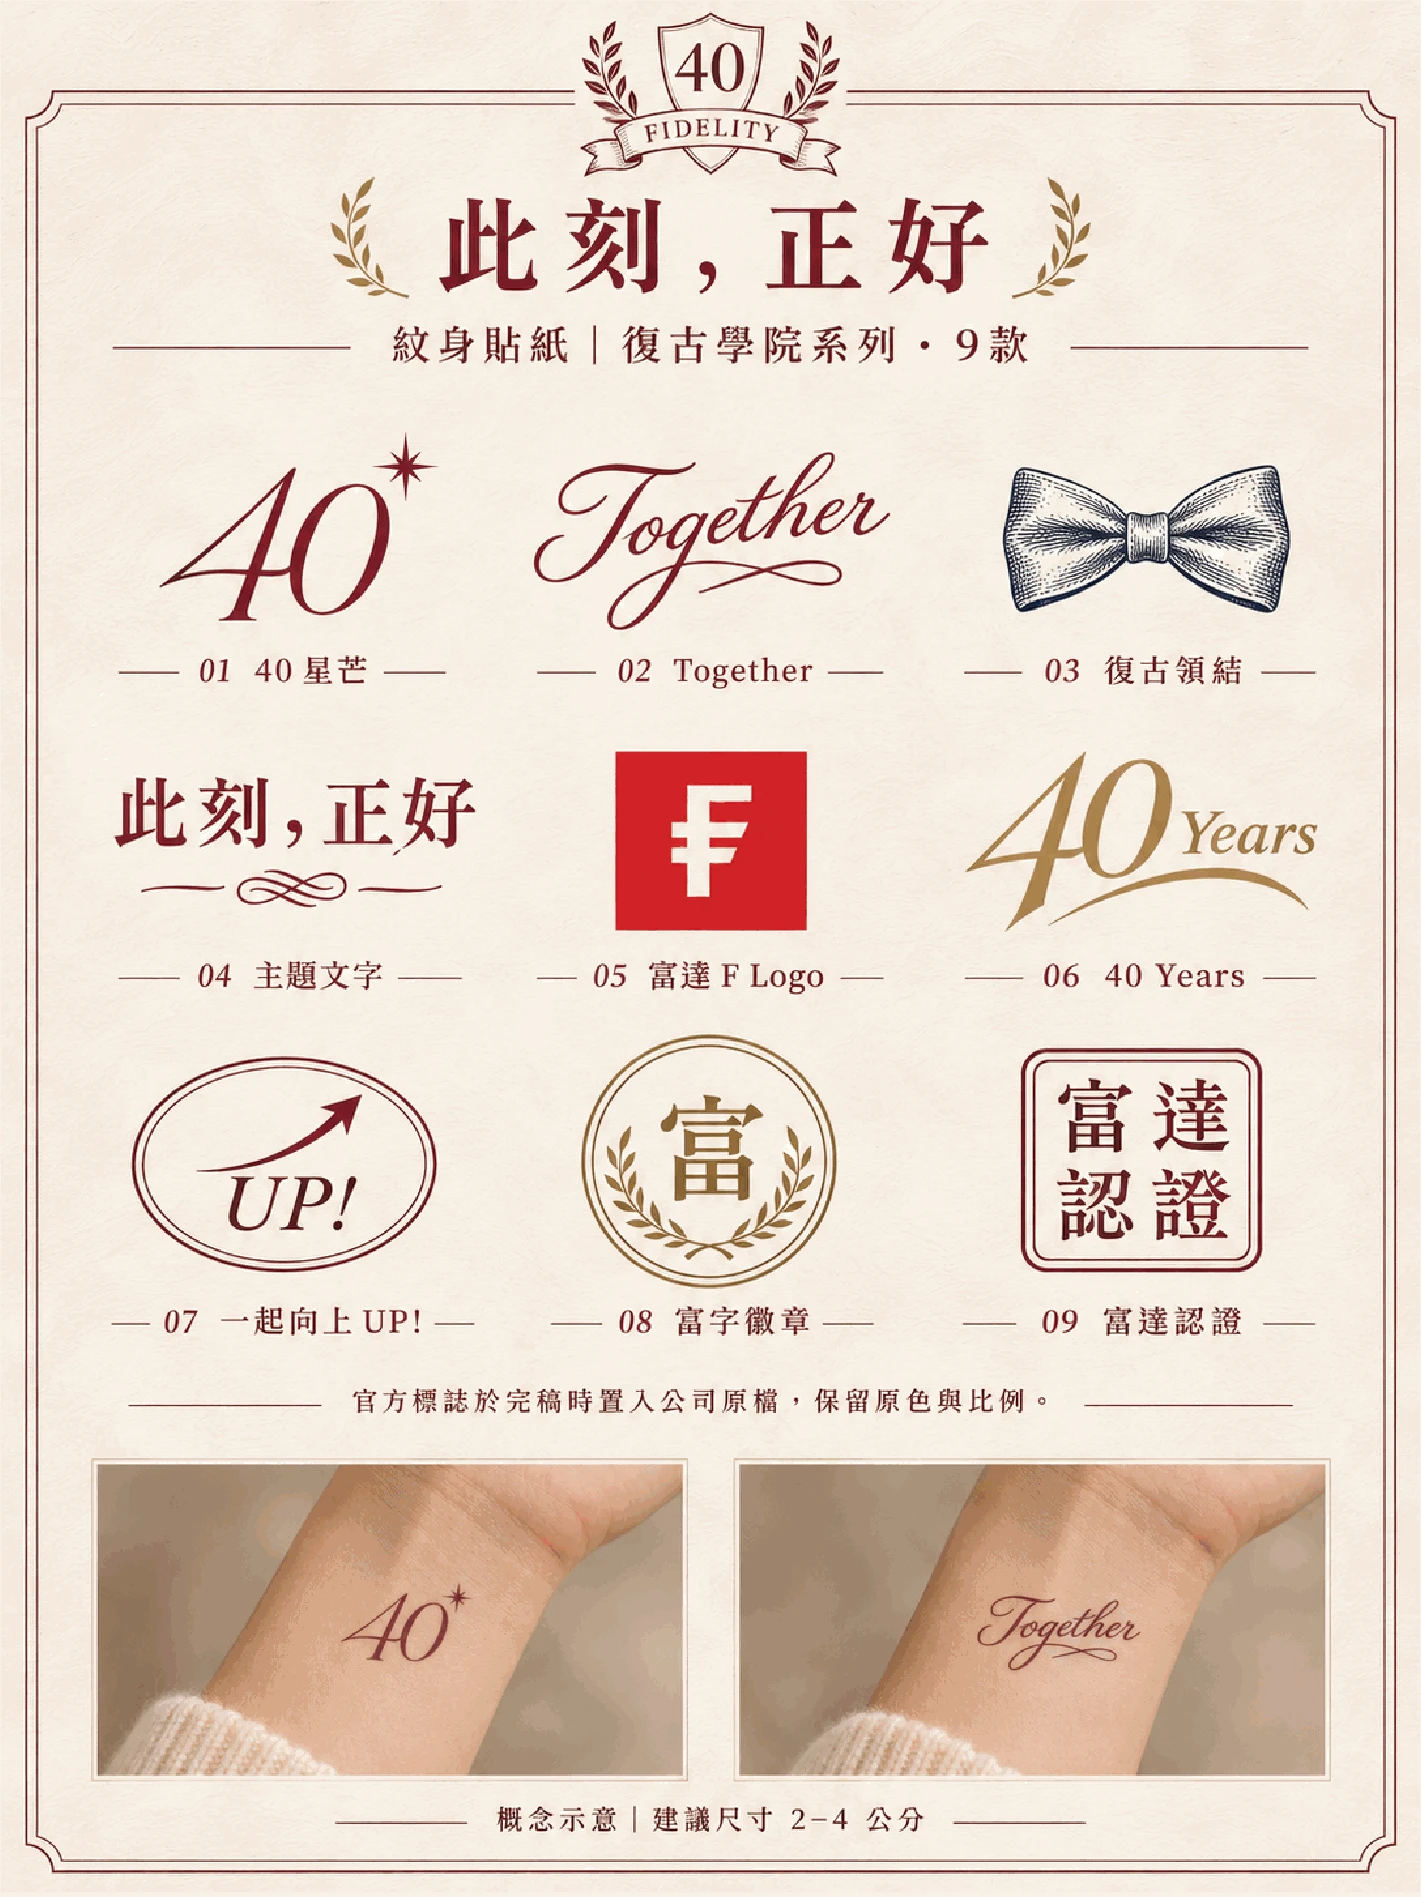 40
FIDELITY
此刻，正好
紋身貼紙｜復古學院系列・9款
40
Together
01 40 星芒
02 Together
03 復古領結
此刻，正好
F
40 Years
04 主題文字
05 富達 F Logo
06 40 Years
UP!
富
富達
認證
07 一起向上 UP!
08 富字徽章
09 富達認證
官方標誌於完稿時置入公司原檔，保留原色與比例。
40
Together
概念示意｜建議尺寸 2–4 公分